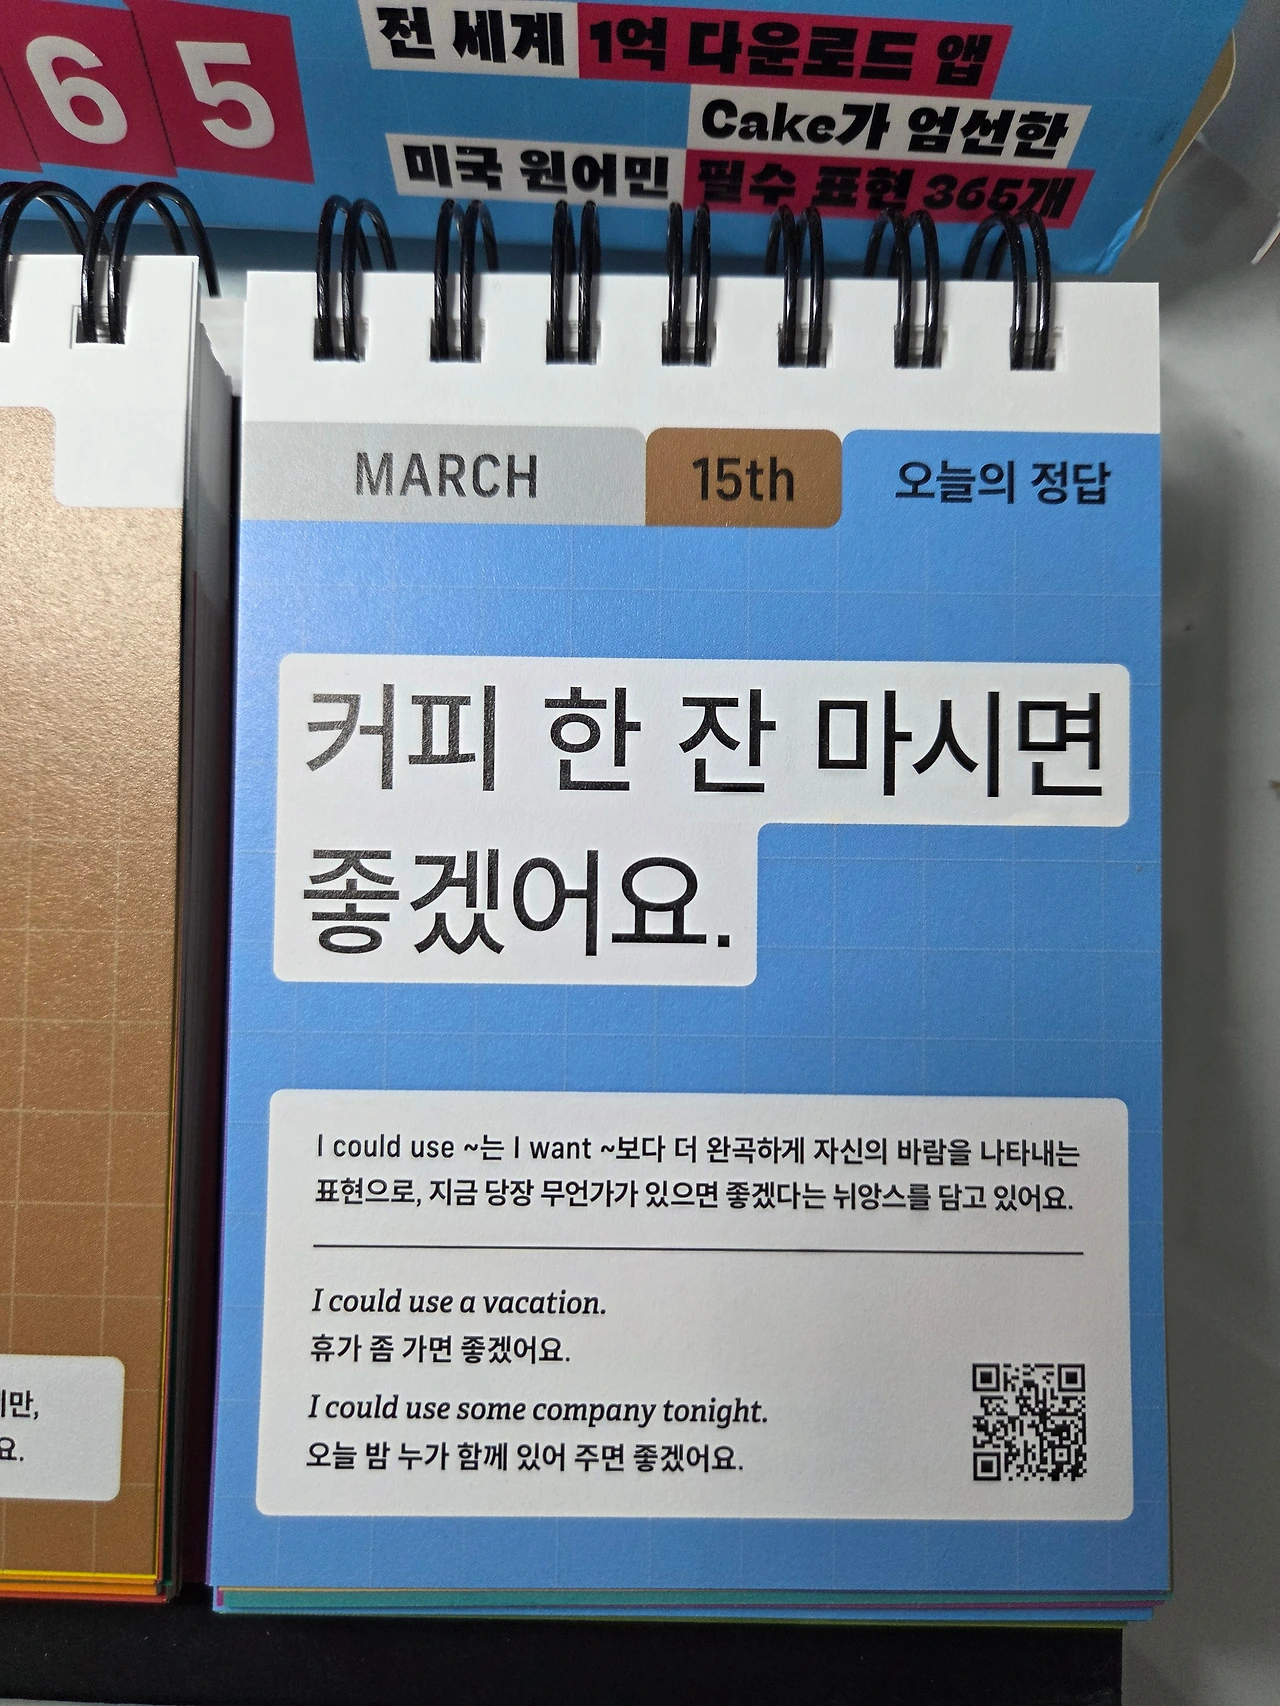 65
전 세계 1억 다운로드 앱
Cake가 엄선한
미국 원어민 필수 표현 365개
MARCH 15th 오늘의 정답
커피 한 잔 마시면
좋겠어요.
I could use ~는 I want ~보다 더 완곡하게 자신의 바람을 나타내는
표현으로, 지금 당장 무언가가 있으면 좋겠다는 뉘앙스를 담고 있어요.
I could use a vacation.
휴가 좀 가면 좋겠어요.
I could use some company tonight.
오늘 밤 누가 함께 있어 주면 좋겠어요.
만,
요.